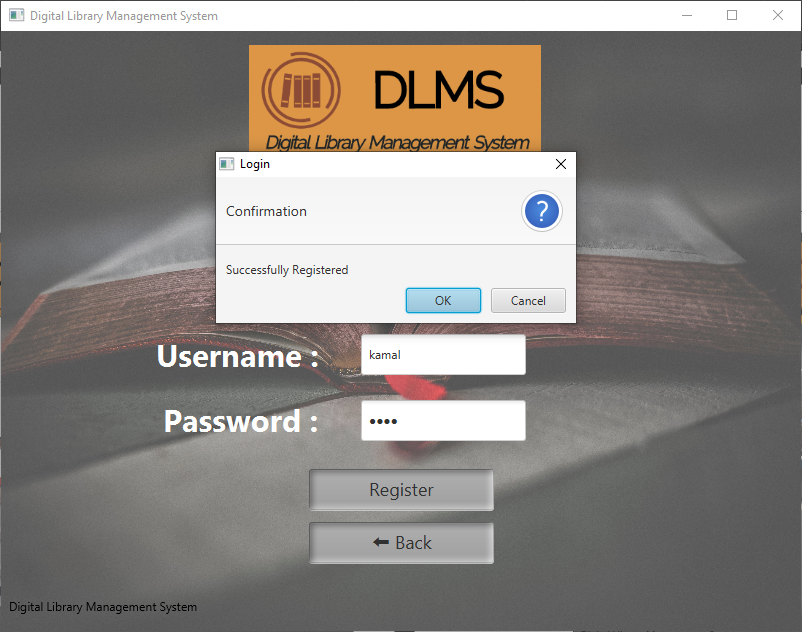 Digital Library Management System
DLMS
Digital Library Management System
Login
Confirmation
?
Successfully Registered
OK Cancel
Username : kamal
Password : ••••
Register
⬅ Back
Digital Library Management System